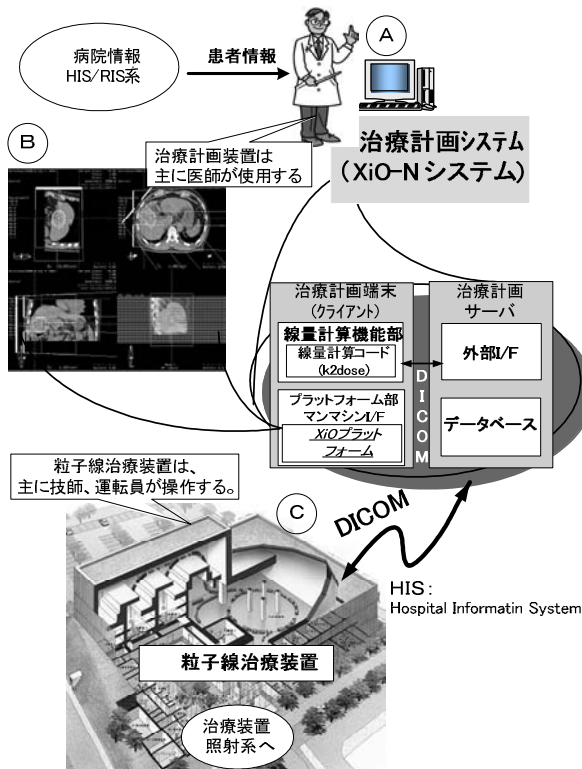 病院情報
HIS/RIS系
患者情報
A
治療計画システム
(XiO-Nシステム)
治療計画装置は
主に医師が使用する
B
治療計画端末
(クライアント)
線量計算機能部
線量計算コード
(k2dose)
プラットフォーム部
マンマシンI/F
XiOプラット
フォーム
DICOM
治療計画
サーバ
外部I/F
データベース
粒子線治療装置は、
主に技師、運転員が操作する。
C
DICOM
HIS:
Hospital Informatin System
粒子線治療装置
治療装置
照射系へ